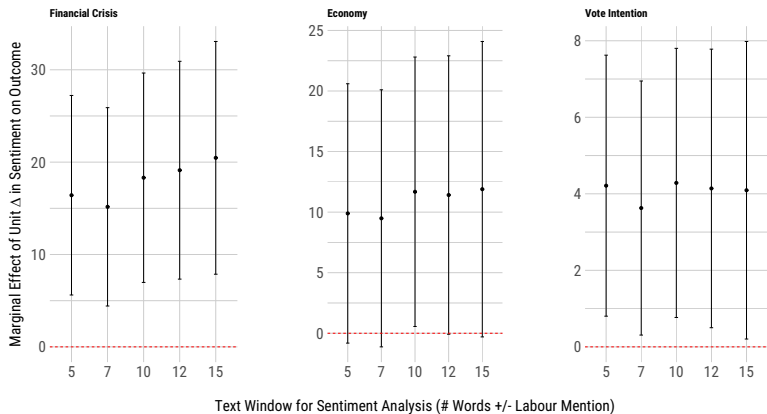 Financial Crisis
Economy
Vote Intention
Marginal Effect of Unit Δ in Sentiment on Outcome
30
20
10
0
5 7 10 12 15
25
20
15
10
5
0
5 7 10 12 15
8
6
4
2
0
5 7 10 12 15
Text Window for Sentiment Analysis (# Words +/- Labour Mention)